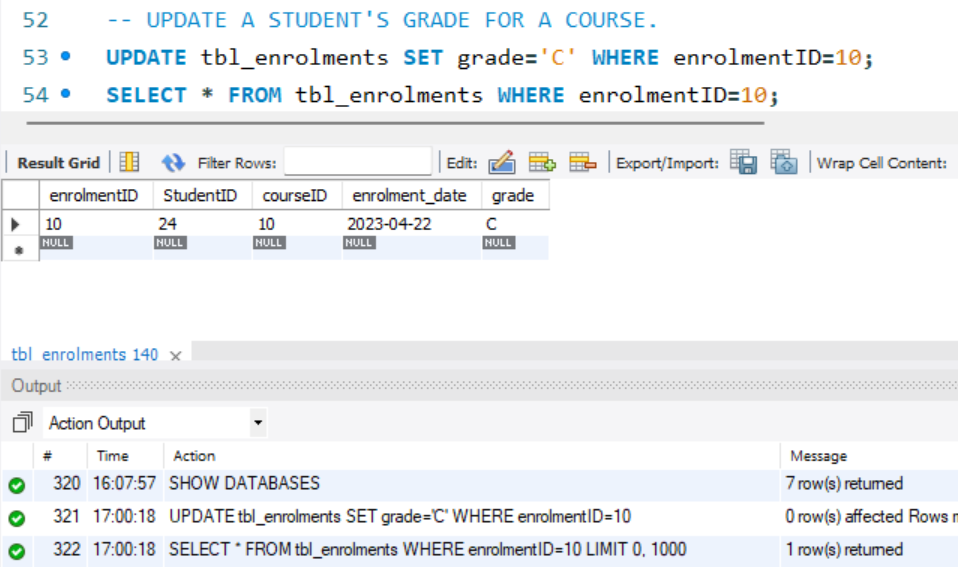 52 -- UPDATE A STUDENT'S GRADE FOR A COURSE.
53 UPDATE tbl_enrolments SET grade='C' WHERE enrolmentID=10;
54 SELECT * FROM tbl_enrolments WHERE enrolmentID=10;
Result Grid Filter Rows: Edit: Export/Import: Wrap Cell Content:
enrolmentID StudentID courseID enrolment_date grade
10 24 10 2023-04-22 C
NULL NULL NULL NULL NULL
tbl_enrolments 140
Output
Action Output
# Time Action Message
320 16:07:57 SHOW DATABASES 7 row(s) returned
321 17:00:18 UPDATE tbl_enrolments SET grade='C' WHERE enrolmentID=10 0 row(s) affected Rows
322 17:00:18 SELECT * FROM tbl_enrolments WHERE enrolmentID=10 LIMIT 0, 1000 1 row(s) returned